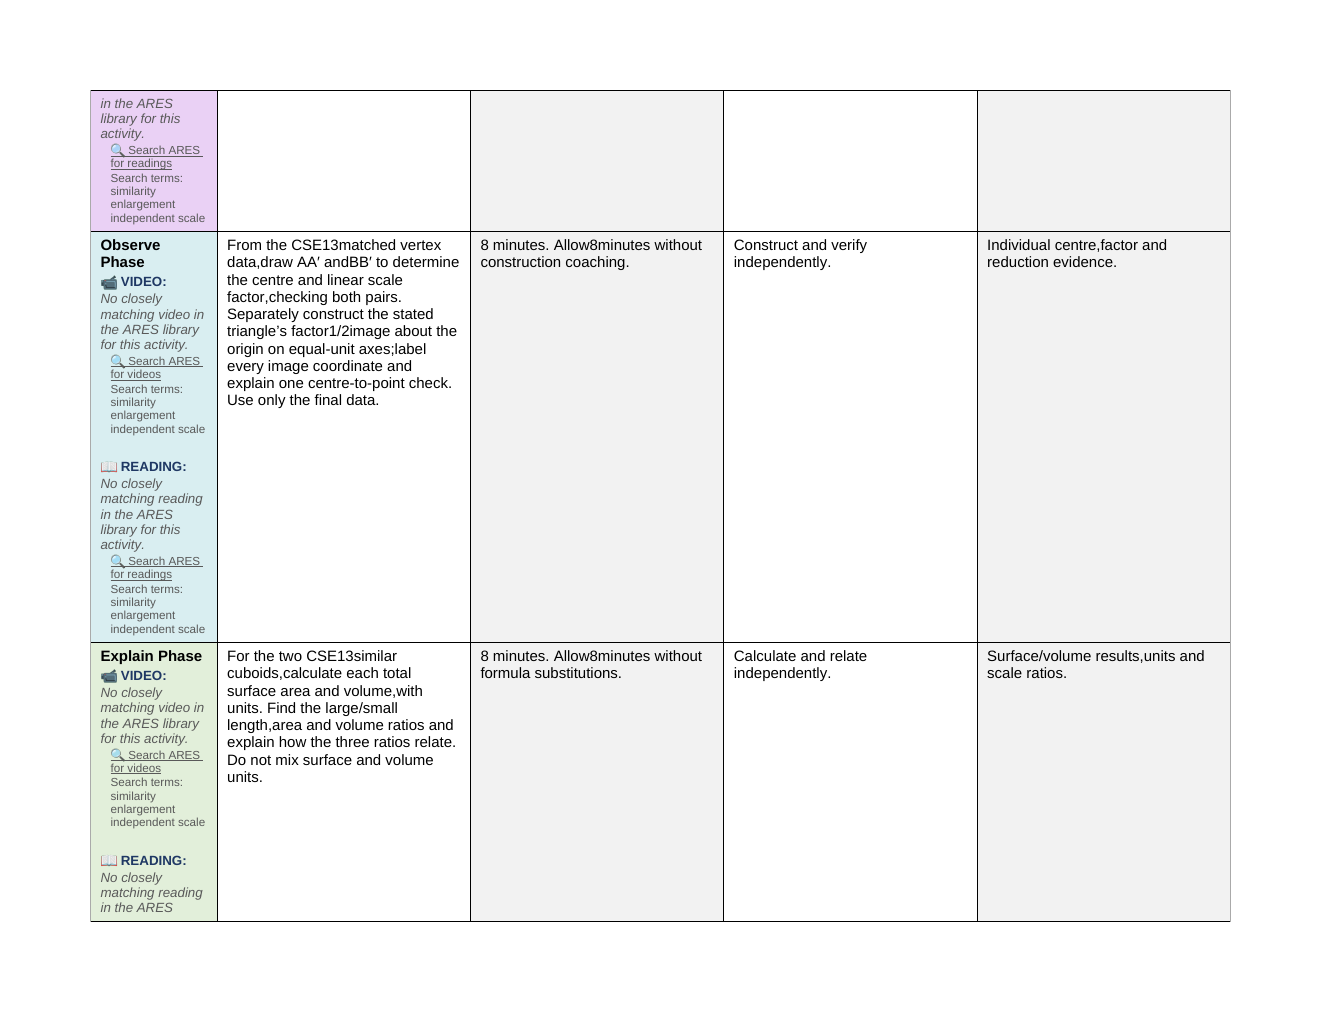 in the ARES
library for this
activity.
🔍 Search ARES
for readings
Search terms:
similarity
enlargement
independent scale
Observe
Phase
📹 VIDEO:
No closely
matching video in
the ARES library
for this activity.
🔍 Search ARES
for videos
Search terms:
similarity
enlargement
independent scale
📖 READING:
No closely
matching reading
in the ARES
library for this
activity.
🔍 Search ARES
for readings
Search terms:
similarity
enlargement
independent scale
From the CSE13matched vertex
data,draw AA′ andBB′ to determine
the centre and linear scale
factor,checking both pairs.
Separately construct the stated
triangle’s factor1/2image about the
origin on equal-unit axes;label
every image coordinate and
explain one centre-to-point check.
Use only the final data.
8 minutes. Allow8minutes without
construction coaching.
Construct and verify
independently.
Individual centre,factor and
reduction evidence.
Explain Phase
📹 VIDEO:
No closely
matching video in
the ARES library
for this activity.
🔍 Search ARES
for videos
Search terms:
similarity
enlargement
independent scale
📖 READING:
No closely
matching reading
in the ARES
For the two CSE13similar
cuboids,calculate each total
surface area and volume,with
units. Find the large/small
length,area and volume ratios and
explain how the three ratios relate.
Do not mix surface and volume
units.
8 minutes. Allow8minutes without
formula substitutions.
Calculate and relate
independently.
Surface/volume results,units and
scale ratios.